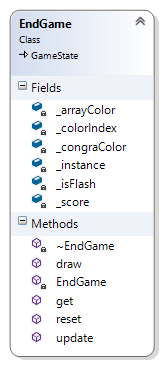 EndGame
Class
GameState
Fields
_arrayColor
_colorIndex
_congraColor
_instance
_isFlash
_score
Methods
~EndGame
draw
EndGame
get
reset
update